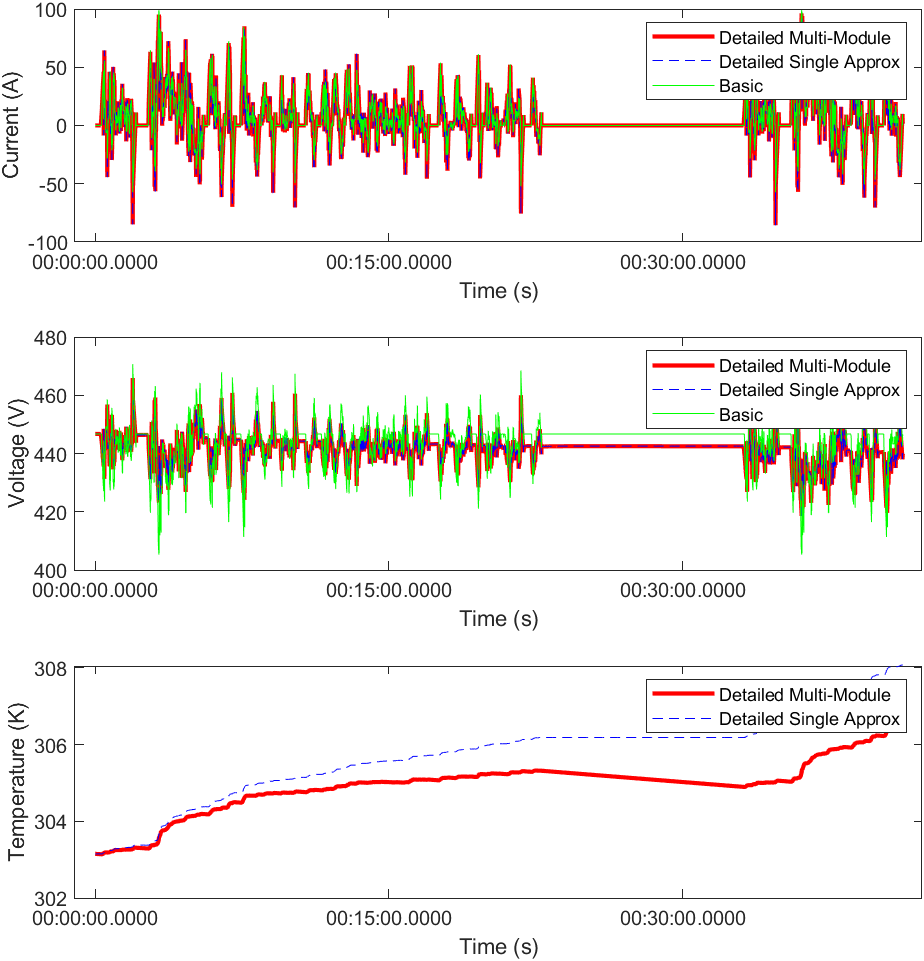 100
50
0
-50
-100
Current (A)
Detailed Multi-Module
Detailed Single Approx
Basic
00:00:00.0000 00:15:00.0000 00:30:00.0000
Time (s)
480
460
440
420
400
Voltage (V)
Detailed Multi-Module
Detailed Single Approx
Basic
00:00:00.0000 00:15:00.0000 00:30:00.0000
Time (s)
308
306
304
302
Temperature (K)
Detailed Multi-Module
Detailed Single Approx
00:00:00.0000 00:15:00.0000 00:30:00.0000
Time (s)